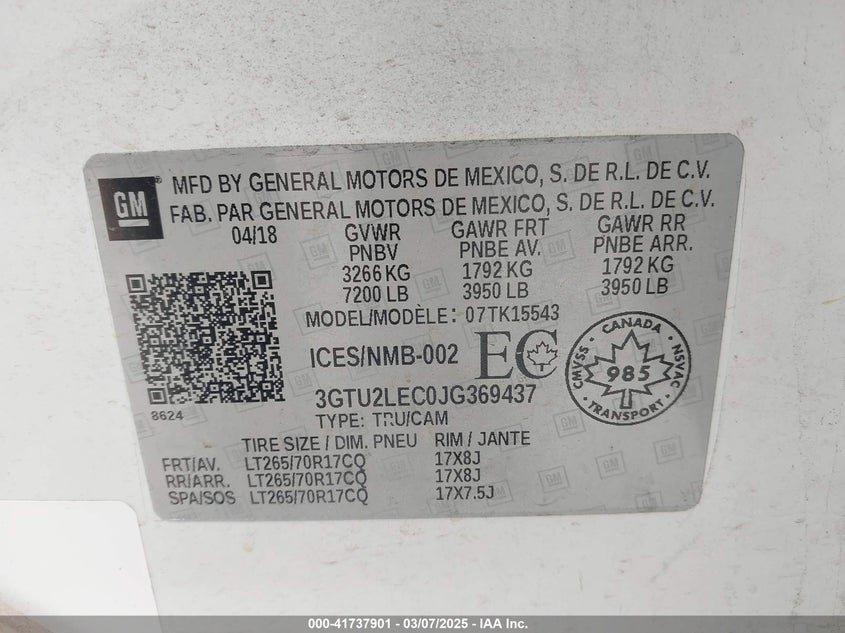 GM
MFD BY GENERAL MOTORS DE MEXICO, S. DE R.L. DE C.V.
FAB. PAR GENERAL MOTORS DE MEXICO, S. DE R.L. DE C.V.
04/18 GVWR GAWR FRT GAWR RR
PNBV PNBE AV. PNBE ARR.
3266 KG 1792 KG 1792 KG
7200 LB 3950 LB 3950 LB
MODEL/MODÈLE: 07TK15543
ICES/NMB-002 EC
CANADA
CMVSS 985 NSVAC
TRANSPORT
3GTU2LEC0JG369437
8624
TYPE: TRU/CAM
TIRE SIZE / DIM. PNEU RIM / JANTE
FRT/AV. LT265/70R17CQ 17X8J
RR/ARR. LT265/70R17CQ 17X8J
SPA/SOS LT265/70R17CQ 17X7.5J
000-41737901 - 03/07/2025 - IAA Inc.